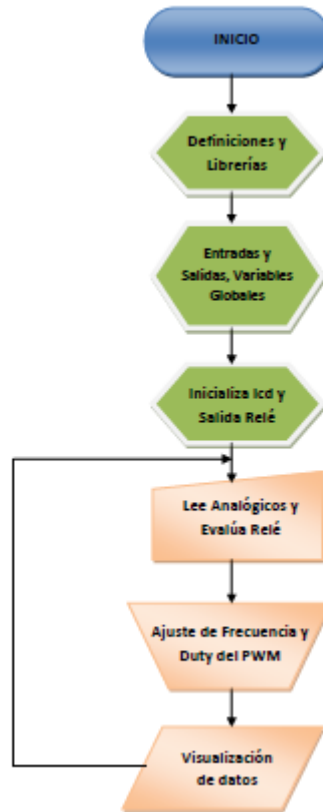 INICIO
Definiciones y
Librerías
Entradas y
Salidas, Variables
Globales
Inicializa lcd y
Salida Relé
Lee Analógicos y
Evalúa Relé
Ajuste de Frecuencia y
Duty del PWM
Visualización
de datos